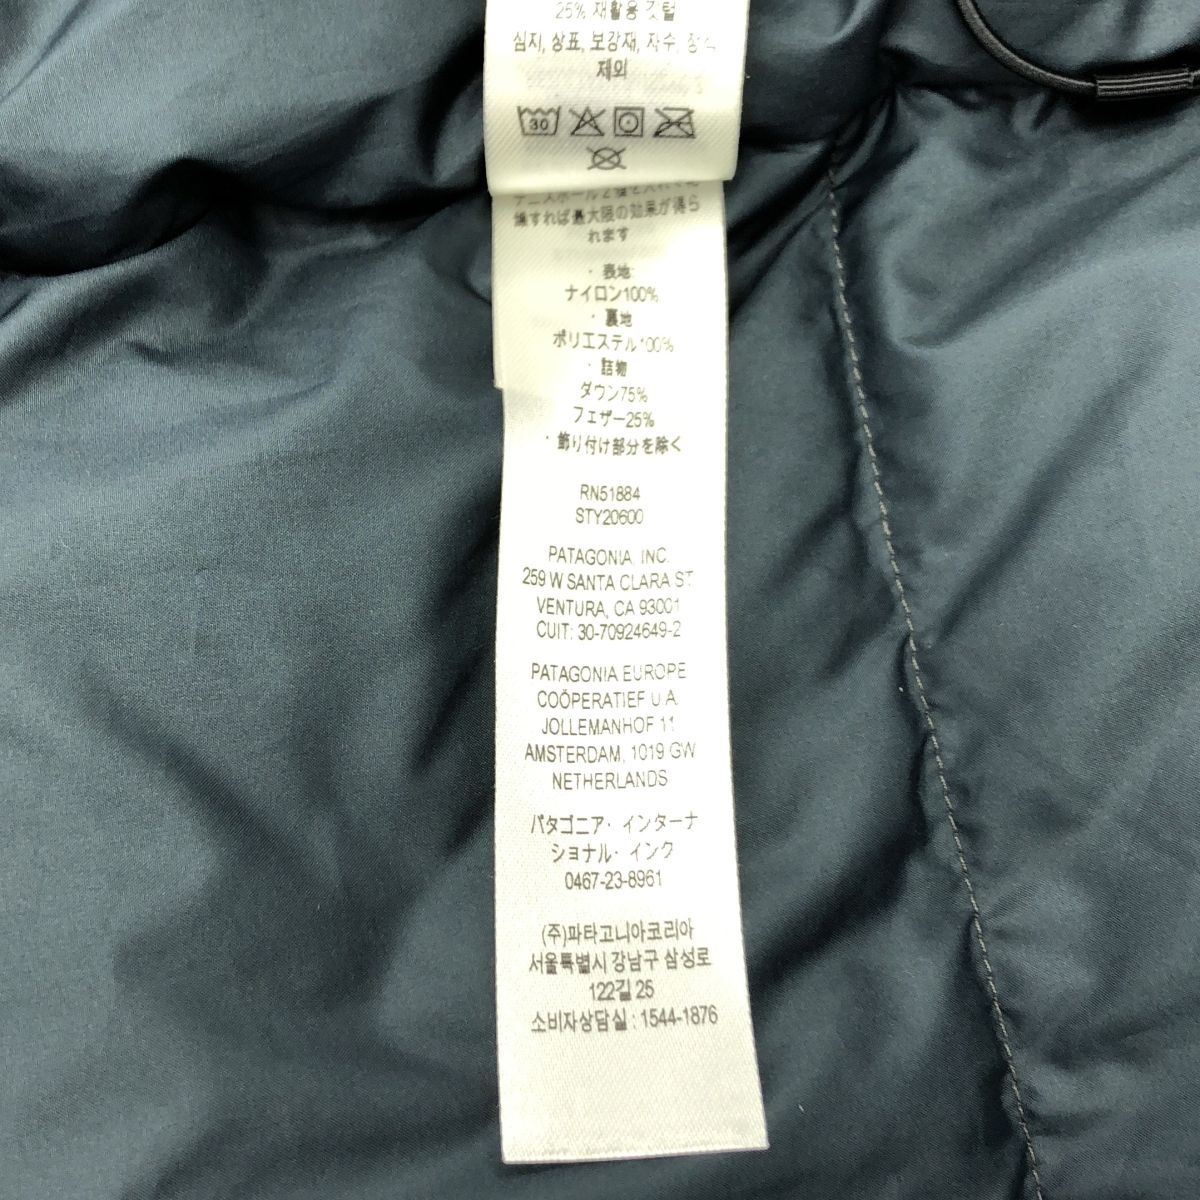 25% 재활용 깃털
심지, 상표, 보강재, 자수, 장식
제외
30
燥すれば最大限の効果が得ら
れます
・表地:
ナイロン100%
・裏地
ポリエステル100%
・詰物
ダウン75%
フェザー25%
・飾り付け部分を除く
RN51884
STY20600
PATAGONIA, INC.
259 W SANTA CLARA ST.
VENTURA, CA 93001
CUIT: 30-70924649-2
PATAGONIA EUROPE
COÖPERATIEF U.A.
JOLLEMANHOF 11
AMSTERDAM, 1019 GW
NETHERLANDS
パタゴニア・インターナ
ショナル・インク
0467-23-8961
(주)파타고니아코리아
서울특별시 강남구 삼성로
122길 25
소비자상담실 : 1544-1876